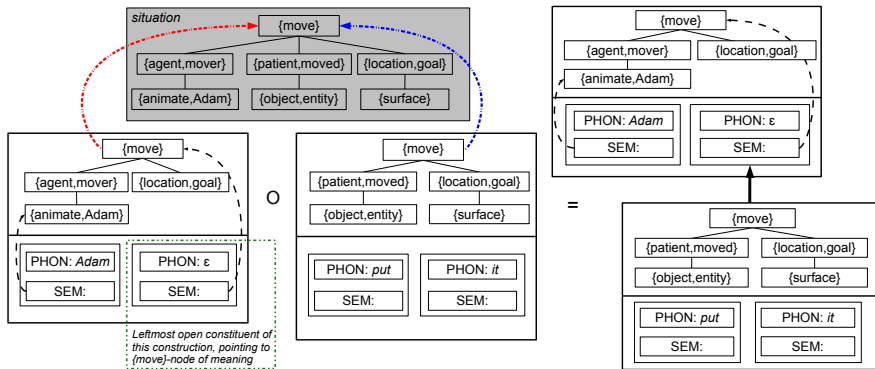 situation
{move}
{agent,mover} {patient,moved} {location,goal}
{animate,Adam} {object,entity} {surface}
{move}
{agent,mover} {location,goal}
{animate,Adam}
PHON: Adam PHON: ε
SEM: SEM:
Leftmost open constituent of
this construction, pointing to
{move}-node of meaning
O
{move}
{patient,moved} {location,goal}
{object,entity} {surface}
PHON: put PHON: it
SEM: SEM:
=
{move}
{agent,mover} {location,goal}
{animate,Adam}
PHON: Adam PHON: ε
SEM: SEM:
{move}
{patient,moved} {location,goal}
{object,entity} {surface}
PHON: put PHON: it
SEM: SEM: